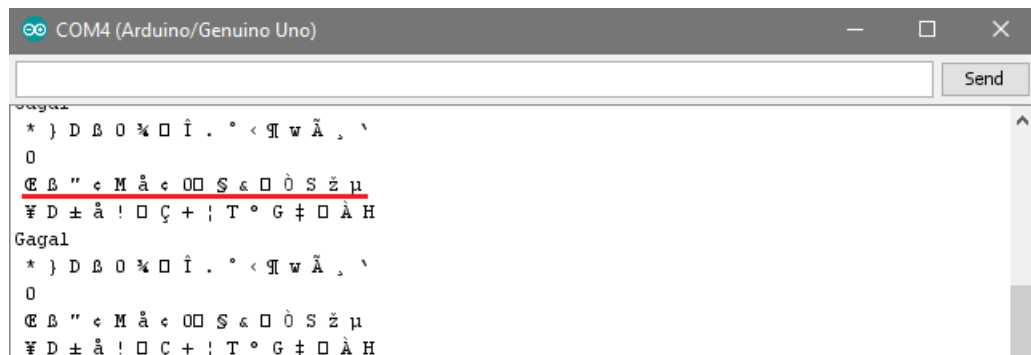 COM4 (Arduino/Genuino Uno)
Send
Gagal
* } D ß 0 ¾ □ Î . ° < ¶ w Ã ¸ `
0
Œ ß " ¢ M å ¢ 0□ § & □ Ò S ž µ
¥ D ± å ! □ Ç + ¦ T ° G ‡ □ À H
Gagal
* } D ß 0 ¾ □ Î . ° < ¶ w Ã ¸ `
0
Œ ß " ¢ M å ¢ 0□ § & □ Ò S ž µ
¥ D ± å ! □ Ç + ¦ T ° G ‡ □ À H